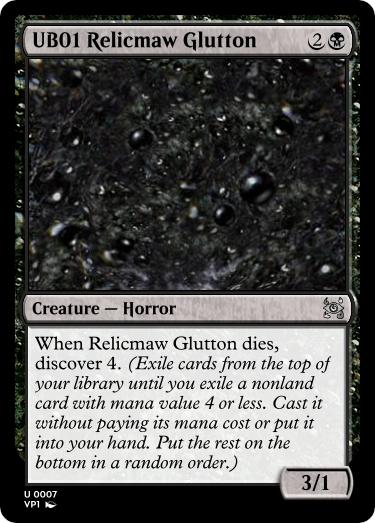 UB01 Relicmaw Glutton 2
Creature — Horror
When Relicmaw Glutton dies,
discover 4. (Exile cards from the top of
your library until you exile a nonland
card with mana value 4 or less. Cast it
without paying its mana cost or put it
into your hand. Put the rest on the
bottom in a random order.)
3/1
U 0007
VP1